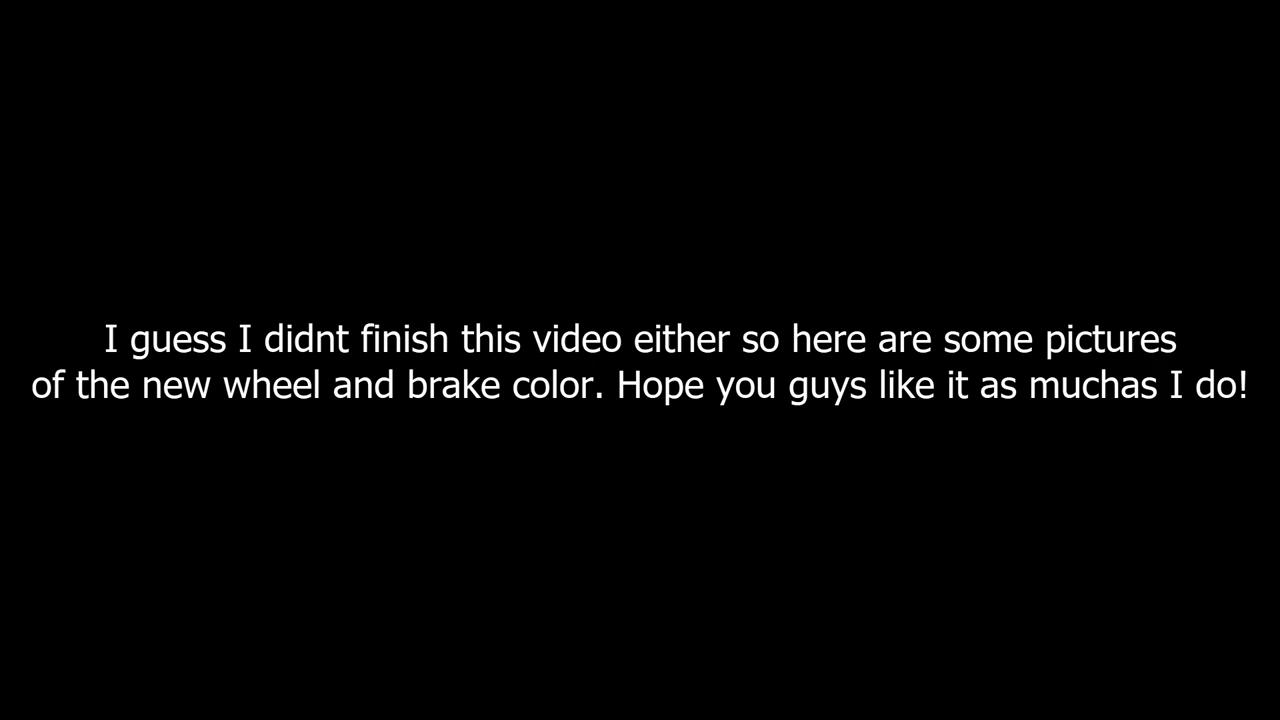 I guess I didnt finish this video either so here are some pictures
of the new wheel and brake color. Hope you guys like it as muchas I do!